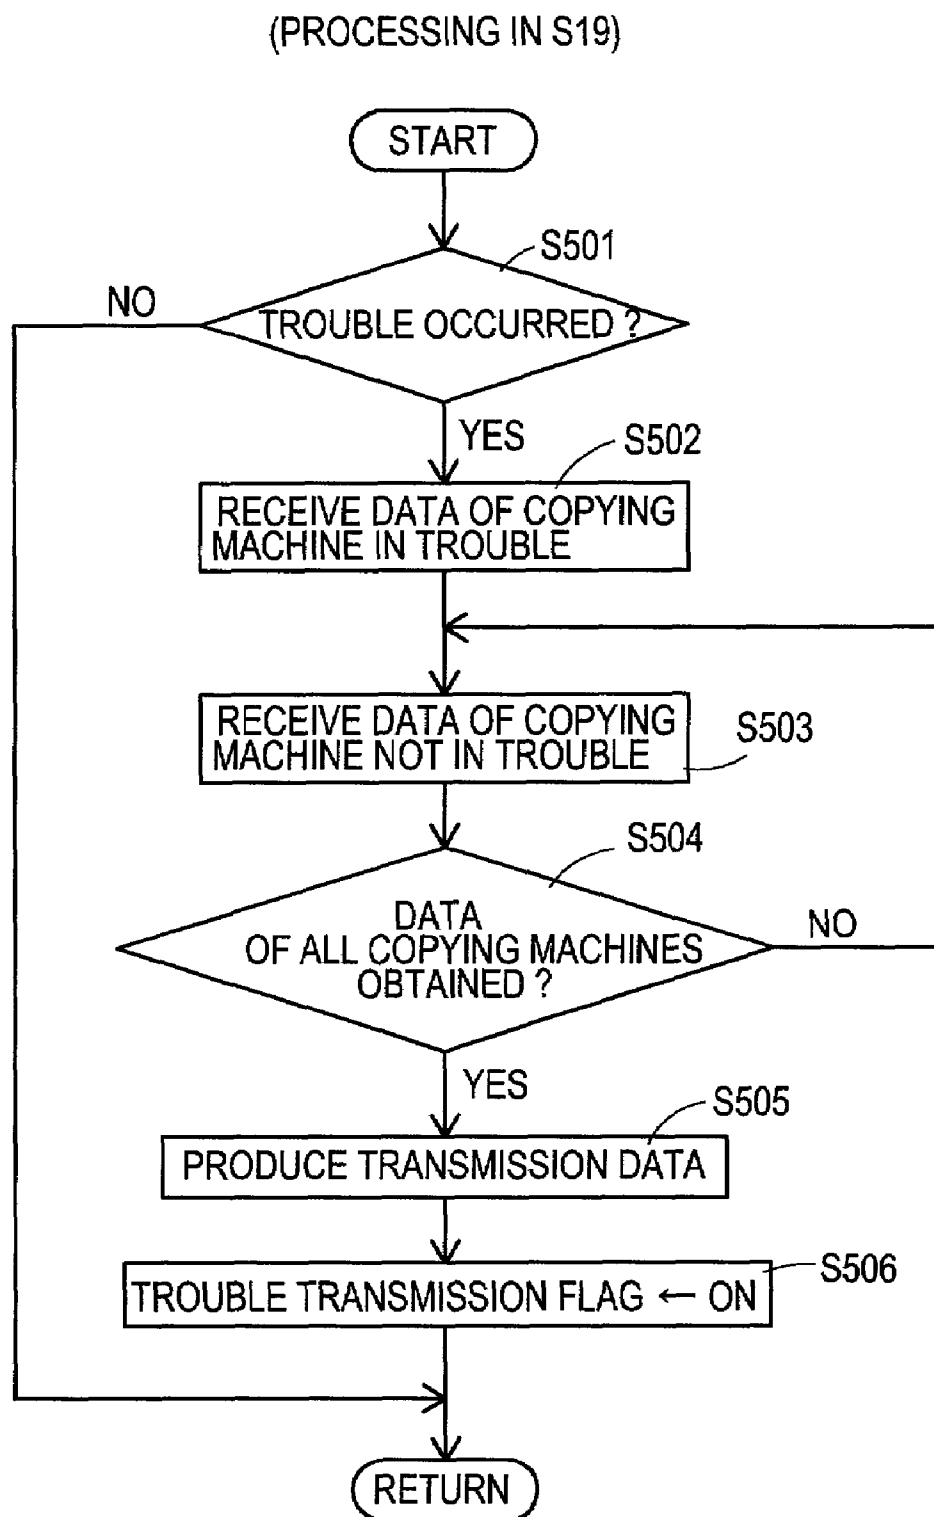 (PROCESSING IN S19)
START
S501
NO
TROUBLE OCCURRED ?
YES
S502
RECEIVE DATA OF COPYING
MACHINE IN TROUBLE
RECEIVE DATA OF COPYING
MACHINE NOT IN TROUBLE
S503
S504
DATA
OF ALL COPYING MACHINES
OBTAINED ?
NO
YES
S505
PRODUCE TRANSMISSION DATA
S506
TROUBLE TRANSMISSION FLAG ← ON
RETURN